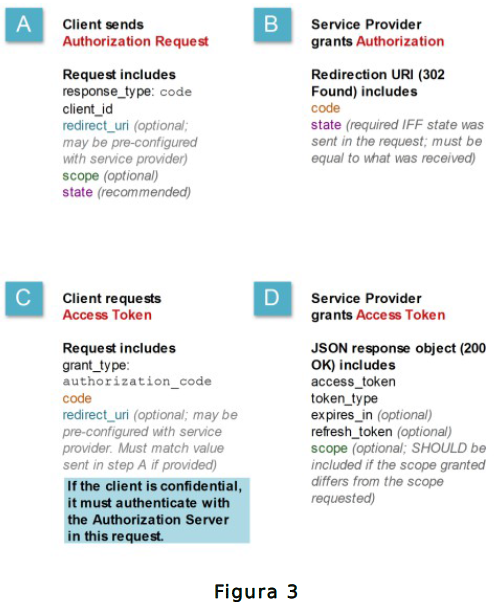 A
Client sends
Authorization Request
Request includes
response_type: code
client_id
redirect_uri (optional;
may be pre-configured
with service provider)
scope (optional)
state (recommended)
B
Service Provider
grants Authorization
Redirection URI (302
Found) includes
code
state (required IFF state was
sent in the request; must be
equal to what was received)
C
Client requests
Access Token
Request includes
grant_type:
authorization_code
code
redirect_uri (optional; may be
pre-configured with service
provider. Must match value
sent in step A if provided)
If the client is confidential,
it must authenticate with
the Authorization Server
in this request.
D
Service Provider
grants Access Token
JSON response object (200
OK) includes
access_token
token_type
expires_in (optional)
refresh_token (optional)
scope (optional; SHOULD be
included if the scope granted
differs from the scope
requested)
Figura 3